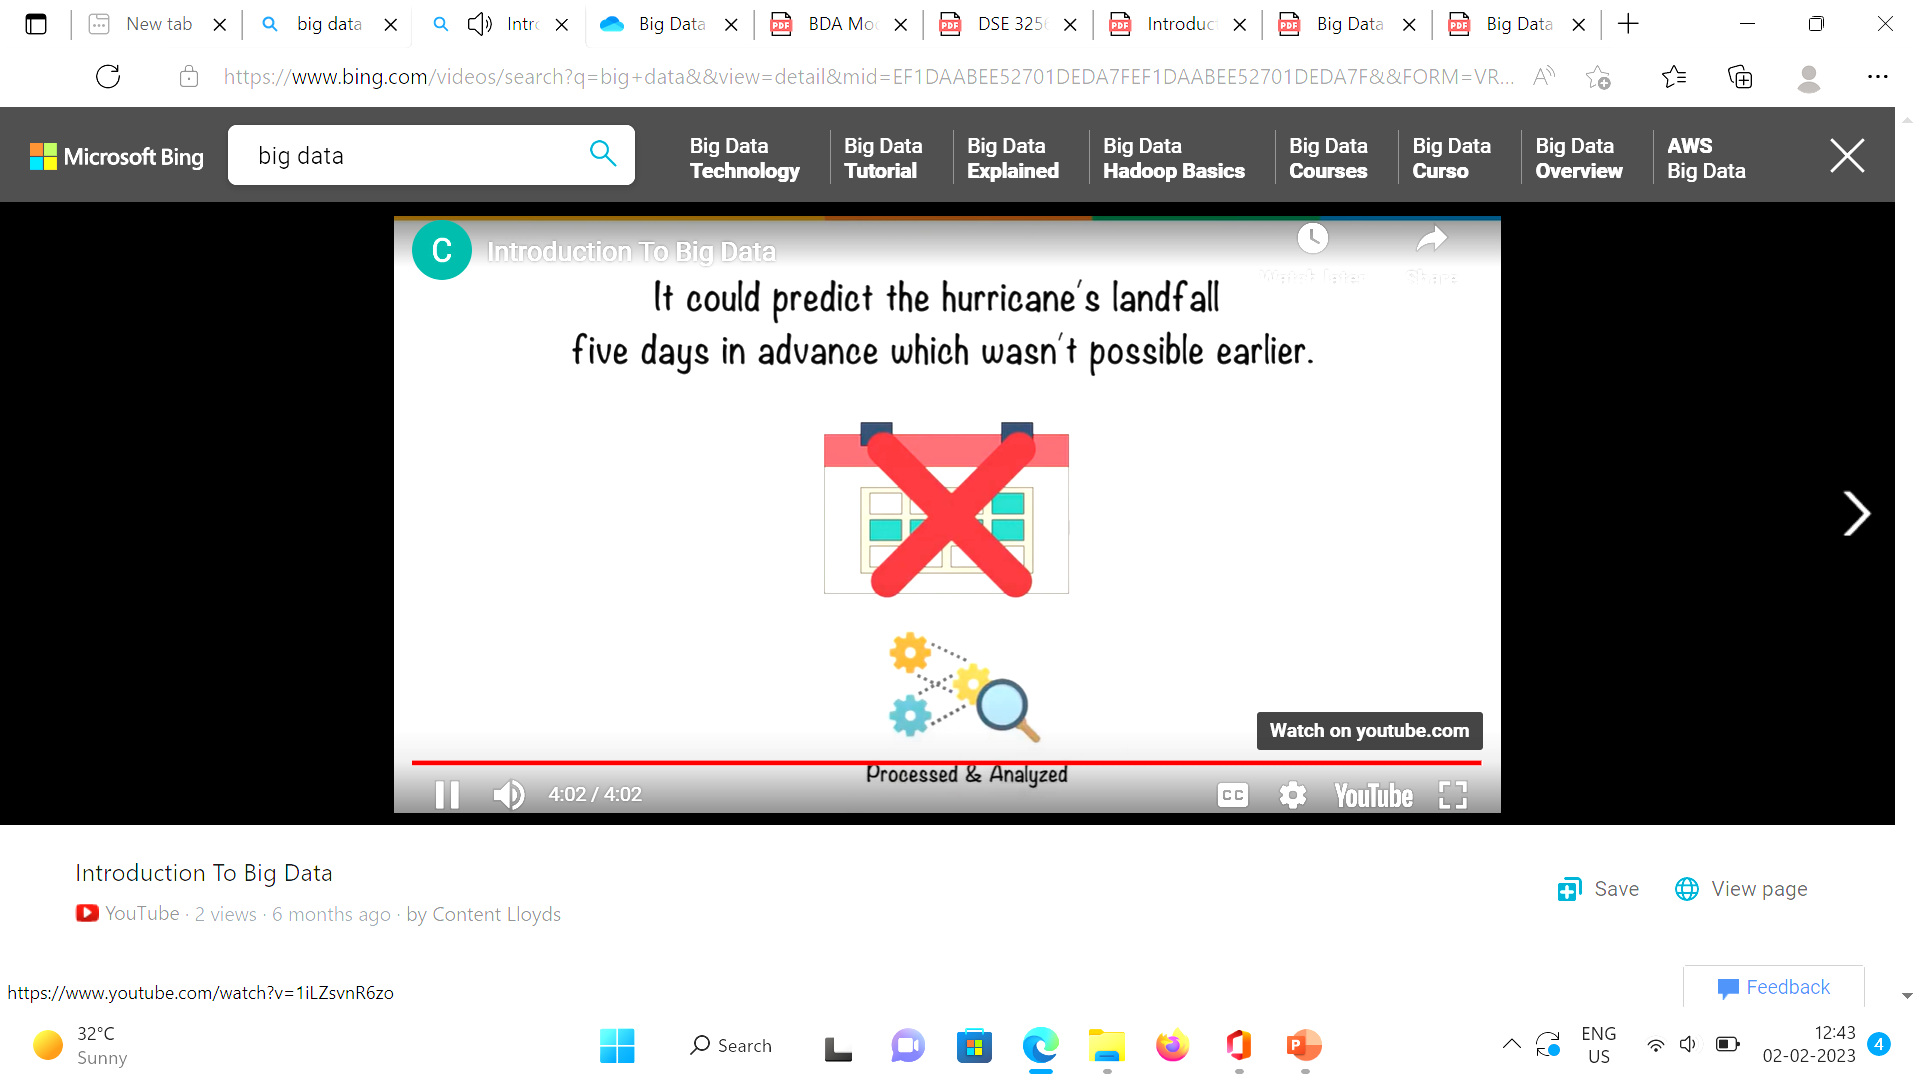 New tab
big data
Intro
Big Data
BDA Mo
DSE 325
Introduc
Big Data
Big Data
https://www.bing.com/videos/search?q=big+data&&view=detail&mid=EF1DAABEE52701DEDA7FEF1DAABEE52701DEDA7F&&FORM=VR...
Microsoft Bing
big data
Big Data
Technology
Big Data
Tutorial
Big Data
Explained
Big Data
Hadoop Basics
Big Data
Courses
Big Data
Curso
Big Data
Overview
AWS
Big Data
C
Introduction To Big Data
Watch later
Share
It could predict the hurricane's landfall
five days in advance which wasn't possible earlier.
Watch on youtube.com
Processed & Analyzed
4:02 / 4:02
CC
YouTube
Introduction To Big Data
YouTube · 2 views · 6 months ago · by Content Lloyds
Save
View page
https://www.youtube.com/watch?v=1iLZsvnR6zo
Feedback
32°C
Sunny
Search
ENG
US
12:43
02-02-2023
4